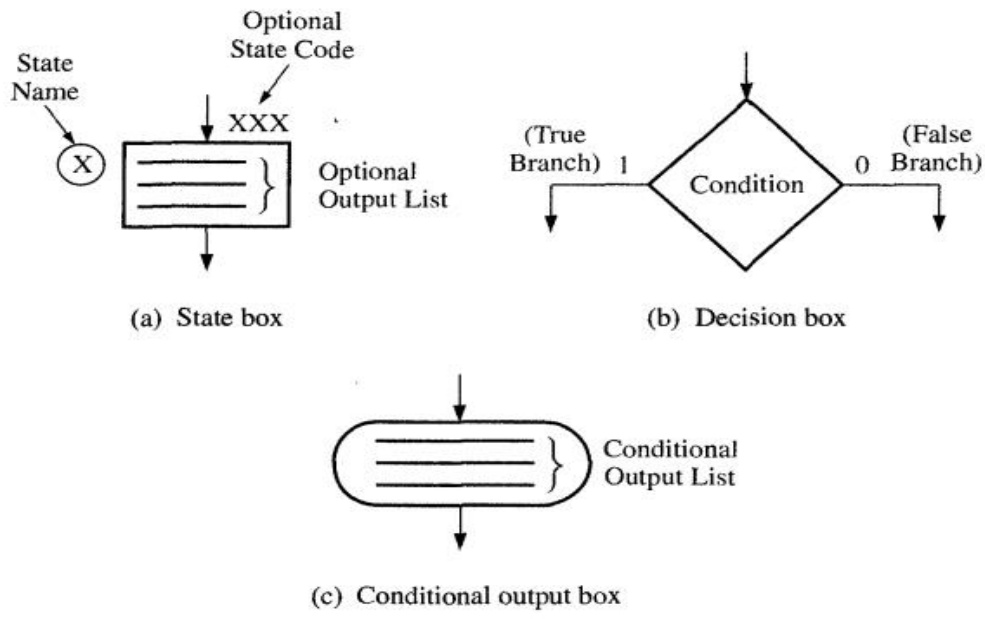 Optional
State Code
State
Name
XXX
X
Optional
Output List
(a) State box
(True
Branch) 1
Condition
0 (False
Branch)
(b) Decision box
Conditional
Output List
(c) Conditional output box